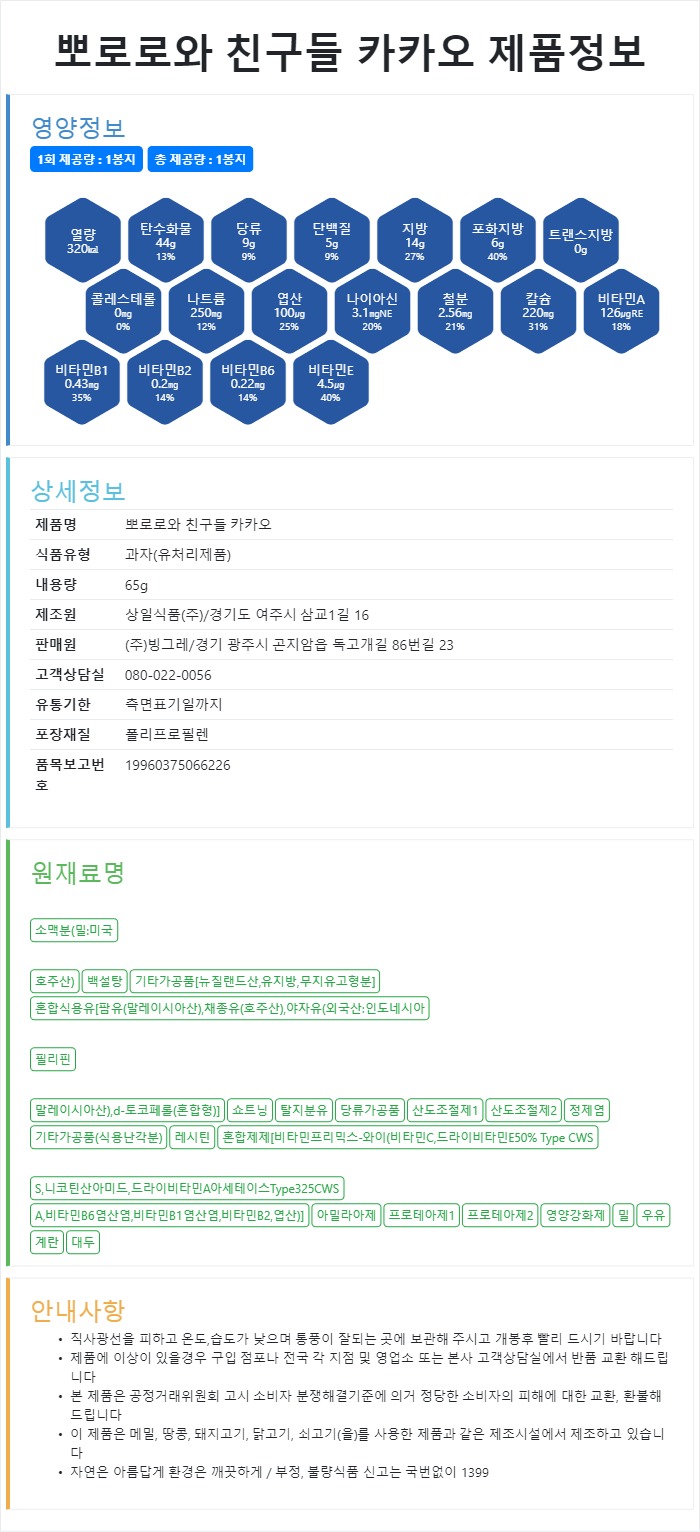 뽀로로와 친구들 카카오 제품정보
영양정보
1회 제공량 : 1봉지 총 제공량 : 1봉지
열량
320㎉
탄수화물
44g
13%
당류
9g
9%
단백질
5g
9%
지방
14g
27%
포화지방
6g
40%
트랜스지방
0g
콜레스테롤
0㎎
0%
나트륨
250㎎
12%
엽산
100㎍
25%
나이아신
3.1㎎NE
20%
철분
2.56㎎
21%
칼슘
220㎎
31%
비타민A
126㎍RE
18%
비타민B1
0.43㎎
35%
비타민B2
0.2㎎
14%
비타민B6
0.22㎎
14%
비타민E
4.5㎍
40%
상세정보
제품명 뽀로로와 친구들 카카오
식품유형 과자(유처리제품)
내용량 65g
제조원 상일식품(주)/경기도 여주시 삼교1길 16
판매원 (주)빙그레/경기 광주시 곤지암읍 독고개길 86번길 23
고객상담실 080-022-0056
유통기한 측면표기일까지
포장재질 폴리프로필렌
품목보고번 19960375066226
호
원재료명
소맥분(밀:미국
호주산) 백설탕 기타가공품[뉴질랜드산,유지방,무지유고형분]
혼합식용유[팜유(말레이시아산),채종유(호주산),야자유(외국산:인도네시아
필리핀
말레이시아산),d-토코페롤(혼합형)] 쇼트닝 탈지분유 당류가공품 산도조절제1 산도조절제2 정제염
기타가공품(식용난각분) 레시틴 혼합제제[비타민프리믹스-와이(비타민C,드라이비타민E50% Type CWS
S,니코틴산아미드,드라이비타민A아세테이스Type325CWS
A,비타민B6염산염,비타민B1염산염,비타민B2,엽산)] 아밀라아제 프로테아제1 프로테아제2 영양강화제 밀 우유
계란 대두
안내사항
• 직사광선을 피하고 온도,습도가 낮으며 통풍이 잘되는 곳에 보관해 주시고 개봉후 빨리 드시기 바랍니다
• 제품에 이상이 있을경우 구입 점포나 전국 각 지점 및 영업소 또는 본사 고객상담실에서 반품 교환 해드립
니다
• 본 제품은 공정거래위원회 고시 소비자 분쟁해결기준에 의거 정당한 소비자의 피해에 대한 교환, 환불해
드립니다
• 이 제품은 메밀, 땅콩, 돼지고기, 닭고기, 쇠고기(을)를 사용한 제품과 같은 제조시설에서 제조하고 있습니
다
• 자연은 아름답게 환경은 깨끗하게 / 부정, 불량식품 신고는 국번없이 1399